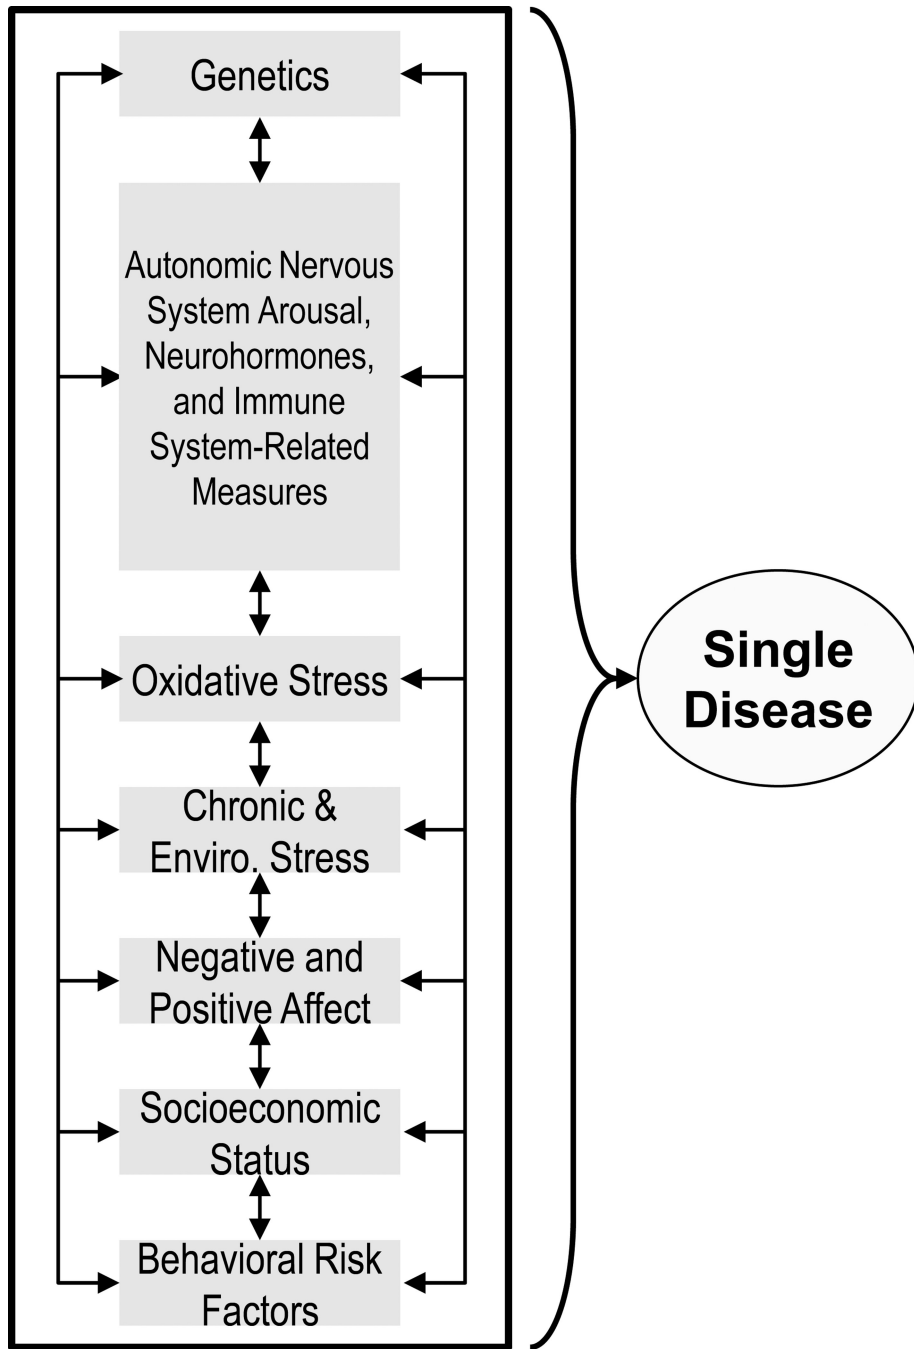 Genetics
Autonomic Nervous
System Arousal,
Neurohormones,
and Immune
System-Related
Measures
Oxidative Stress
Chronic &
Enviro. Stress
Negative and
Positive Affect
Socioeconomic
Status
Behavioral Risk
Factors
Single
Disease